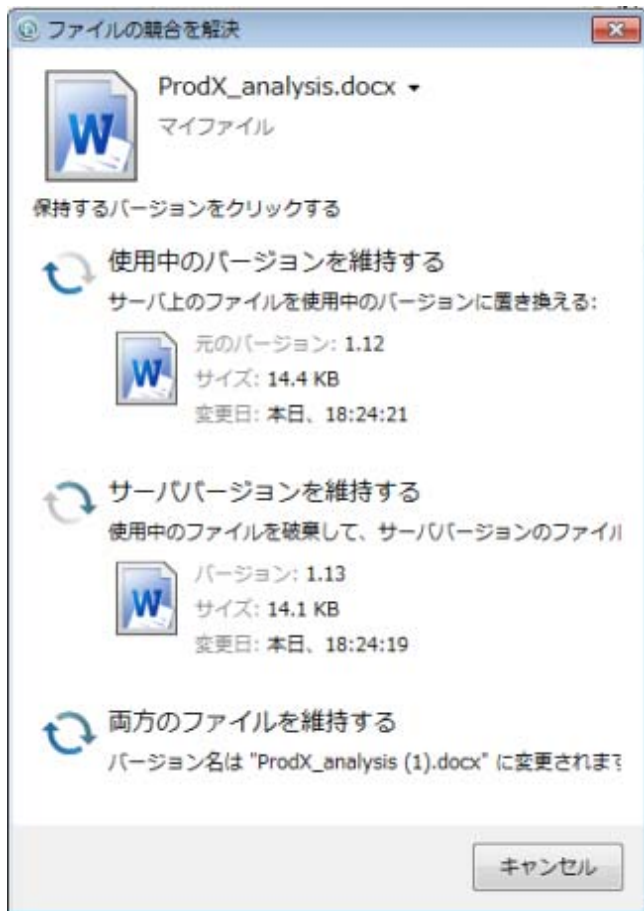 ファイルの競合を解決
ProdX_analysis.docx
マイファイル
保持するバージョンをクリックする
使用中のバージョンを維持する
サーバ上のファイルを使用中のバージョンに置き換える:
元のバージョン: 1.12
サイズ: 14.4 KB
変更日: 本日、18:24:21
サーババージョンを維持する
使用中のファイルを破棄して、サーババージョンのファイル
バージョン: 1.13
サイズ: 14.1 KB
変更日: 本日、18:24:19
両方のファイルを維持する
バージョン名は "ProdX_analysis (1).docx" に変更されます
キャンセル